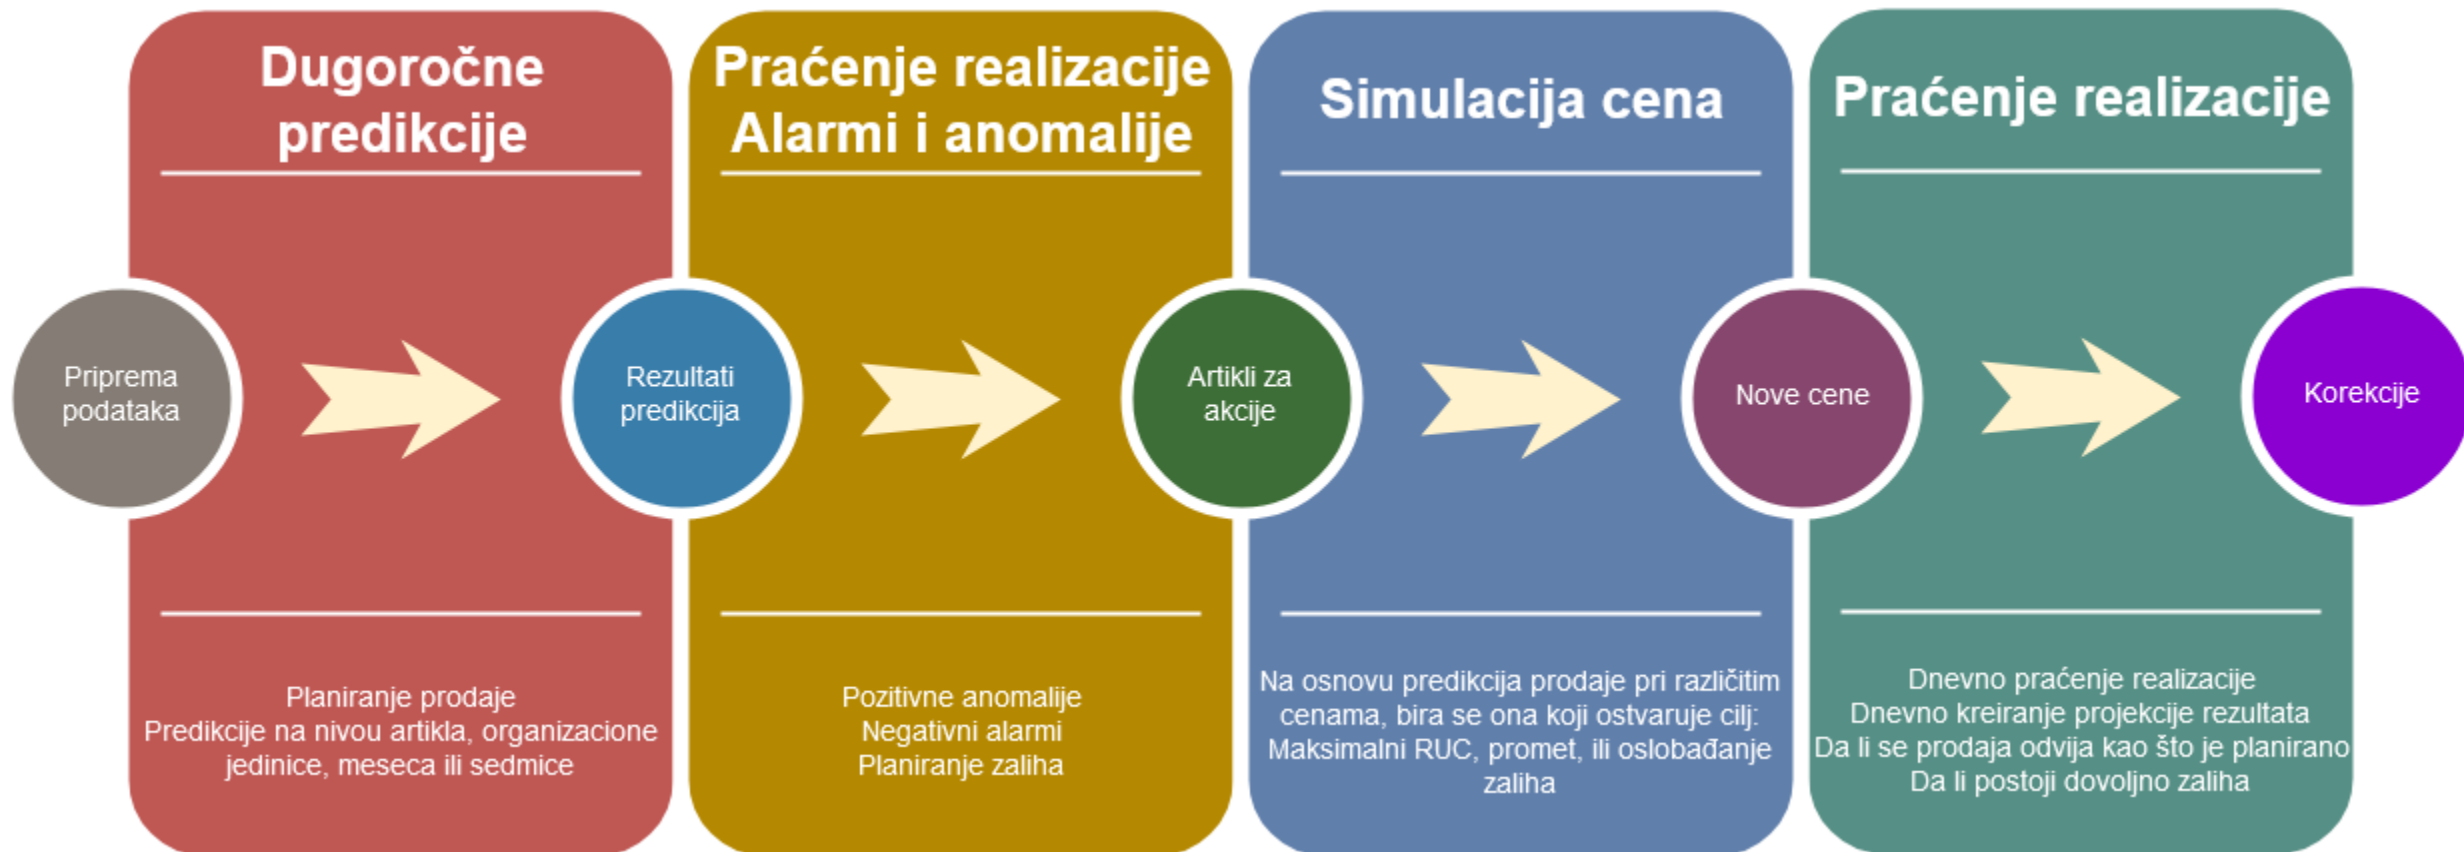 Dugoročne
predikcije
Praćenje realizacije
Alarmi i anomalije
Simulacija cena
Praćenje realizacije
Priprema
podataka
Rezultati
predikcija
Artikli za
akcije
Nove cene
Korekcije
Planiranje prodaje
Predikcije na nivou artikla, organizacione
jedinice, meseca ili sedmice
Pozitivne anomalije
Negativni alarmi
Planiranje zaliha
Na osnovu predikcija prodaje pri različitim
cenama, bira se ona koji ostvaruje cilj:
Maksimalni RUC, promet, ili oslobađanje
zaliha
Dnevno praćenje realizacije
Dnevno kreiranje projekcije rezultata
Da li se prodaja odvija kao što je planirano
Da li postoji dovoljno zaliha